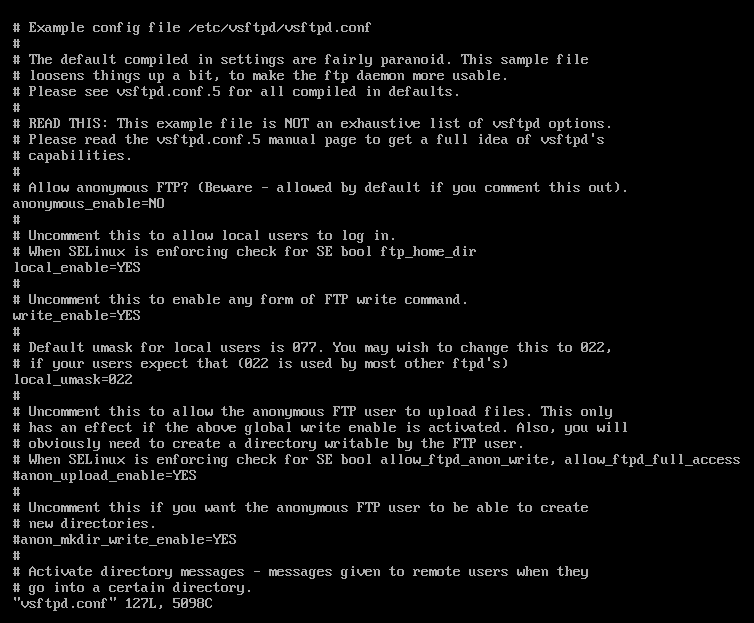 # Example config file /etc/vsftpd/vsftpd.conf
#
# The default compiled in settings are fairly paranoid. This sample file
# loosens things up a bit, to make the ftp daemon more usable.
# Please see vsftpd.conf.5 for all compiled in defaults.
#
# READ THIS: This example file is NOT an exhaustive list of vsftpd options.
# Please read the vsftpd.conf.5 manual page to get a full idea of vsftpd's
# capabilities.
#
# Allow anonymous FTP? (Beware - allowed by default if you comment this out).
anonymous_enable=NO
#
# Uncomment this to allow local users to log in.
# When SELinux is enforcing check for SE bool ftp_home_dir
local_enable=YES
#
# Uncomment this to enable any form of FTP write command.
write_enable=YES
#
# Default umask for local users is 077. You may wish to change this to 022,
# if your users expect that (022 is used by most other ftpd's)
local_umask=022
#
# Uncomment this to allow the anonymous FTP user to upload files. This only
# has an effect if the above global write enable is activated. Also, you will
# obviously need to create a directory writable by the FTP user.
# When SELinux is enforcing check for SE bool allow_ftpd_anon_write, allow_ftpd_full_access
#anon_upload_enable=YES
#
# Uncomment this if you want the anonymous FTP user to be able to create
# new directories.
#anon_mkdir_write_enable=YES
#
# Activate directory messages - messages given to remote users when they
# go into a certain directory.
"vsftpd.conf" 127L, 5098C